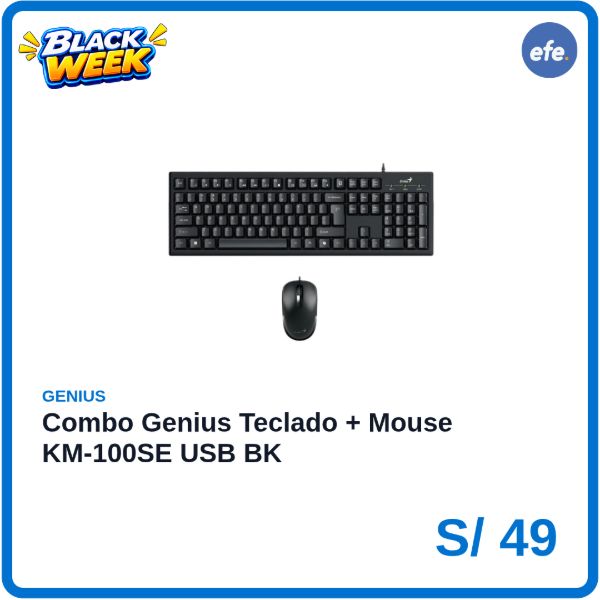 BLACK
WEEK
efe.
GENIUS
Combo Genius Teclado + Mouse
KM-100SE USB BK
S/ 49